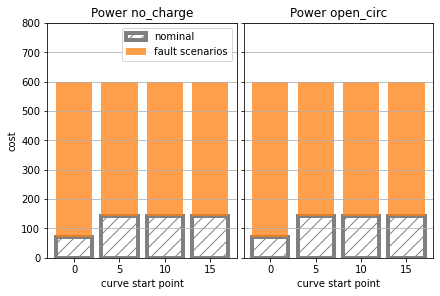 Power no_charge
Power open_circ
800
700
600
500
400
300
200
100
0
cost
nominal
fault scenarios
0 5 10 15
0 5 10 15
curve start point
curve start point